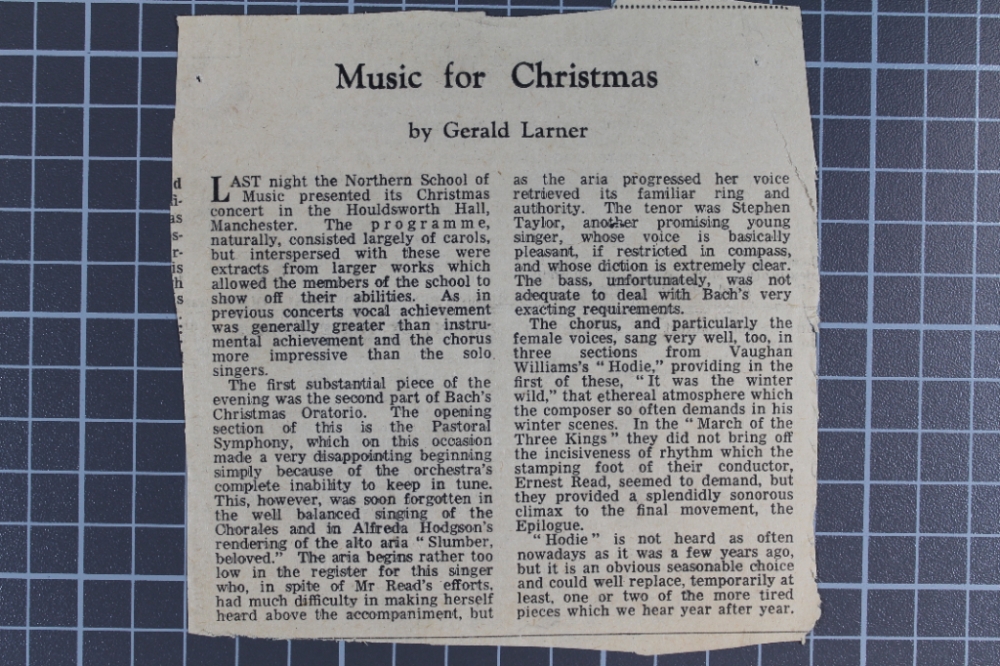 Music for Christmas
by Gerald Larner
LAST night the Northern School of
Music presented its Christmas
concert in the Houldsworth Hall,
Manchester. The programme,
naturally, consisted largely of carols,
but interspersed with these were
extracts from larger works which
allowed the members of the school to
show off their abilities. As in
previous concerts vocal achievement
was generally greater than instru-
mental achievement and the chorus
more impressive than the solo
singers.
The first substantial piece of the
evening was the second part of Bach's
Christmas Oratorio. The opening
section of this is the Pastoral
Symphony, which on this occasion
made a very disappointing beginning
simply because of the orchestra's
complete inability to keep in tune.
This, however, was soon forgotten in
the well balanced singing of the
Chorales and in Alfreda Hodgson's
rendering of the alto aria "Slumber,
beloved." The aria begins rather too
low in the register for this singer
who, in spite of Mr Read's efforts,
had much difficulty in making herself
heard above the accompaniment, but
as the aria progressed her voice
retrieved its familiar ring and
authority. The tenor was Stephen
Taylor, another promising young
singer, whose voice is basically
pleasant, if restricted in compass,
and whose diction is extremely clear.
The bass, unfortunately, was not
adequate to deal with Bach's very
exacting requirements.
The chorus, and particularly the
female voices, sang very well, too, in
three sections from Vaughan
Williams's "Hodie," providing in the
first of these, "It was the winter
wild," that ethereal atmosphere which
the composer so often demands in his
winter scenes. In the "March of the
Three Kings" they did not bring off
the incisiveness of rhythm which the
stamping foot of their conductor,
Ernest Read, seemed to demand, but
they provided a splendidly sonorous
climax to the final movement, the
Epilogue.
"Hodie" is not heard as often
nowadays as it was a few years ago,
but it is an obvious seasonable choice
and could well replace, temporarily at
least, one or two of the more tired
pieces which we hear year after year.